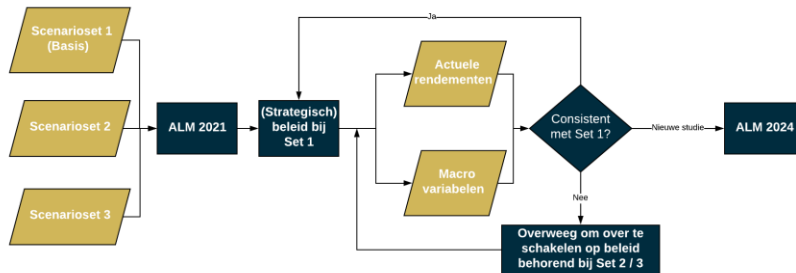 Scenarioset 1
(Basis)
Scenarioset 2
Scenarioset 3
ALM 2021
(Strategisch)
beleid bij
Set 1
Ja
Actuele
rendementen
Macro
variabelen
Consistent
met Set 1?
Nieuwe studie
ALM 2024
Nee
Overweeg om over te
schakelen op beleid
behorend bij Set 2 / 3